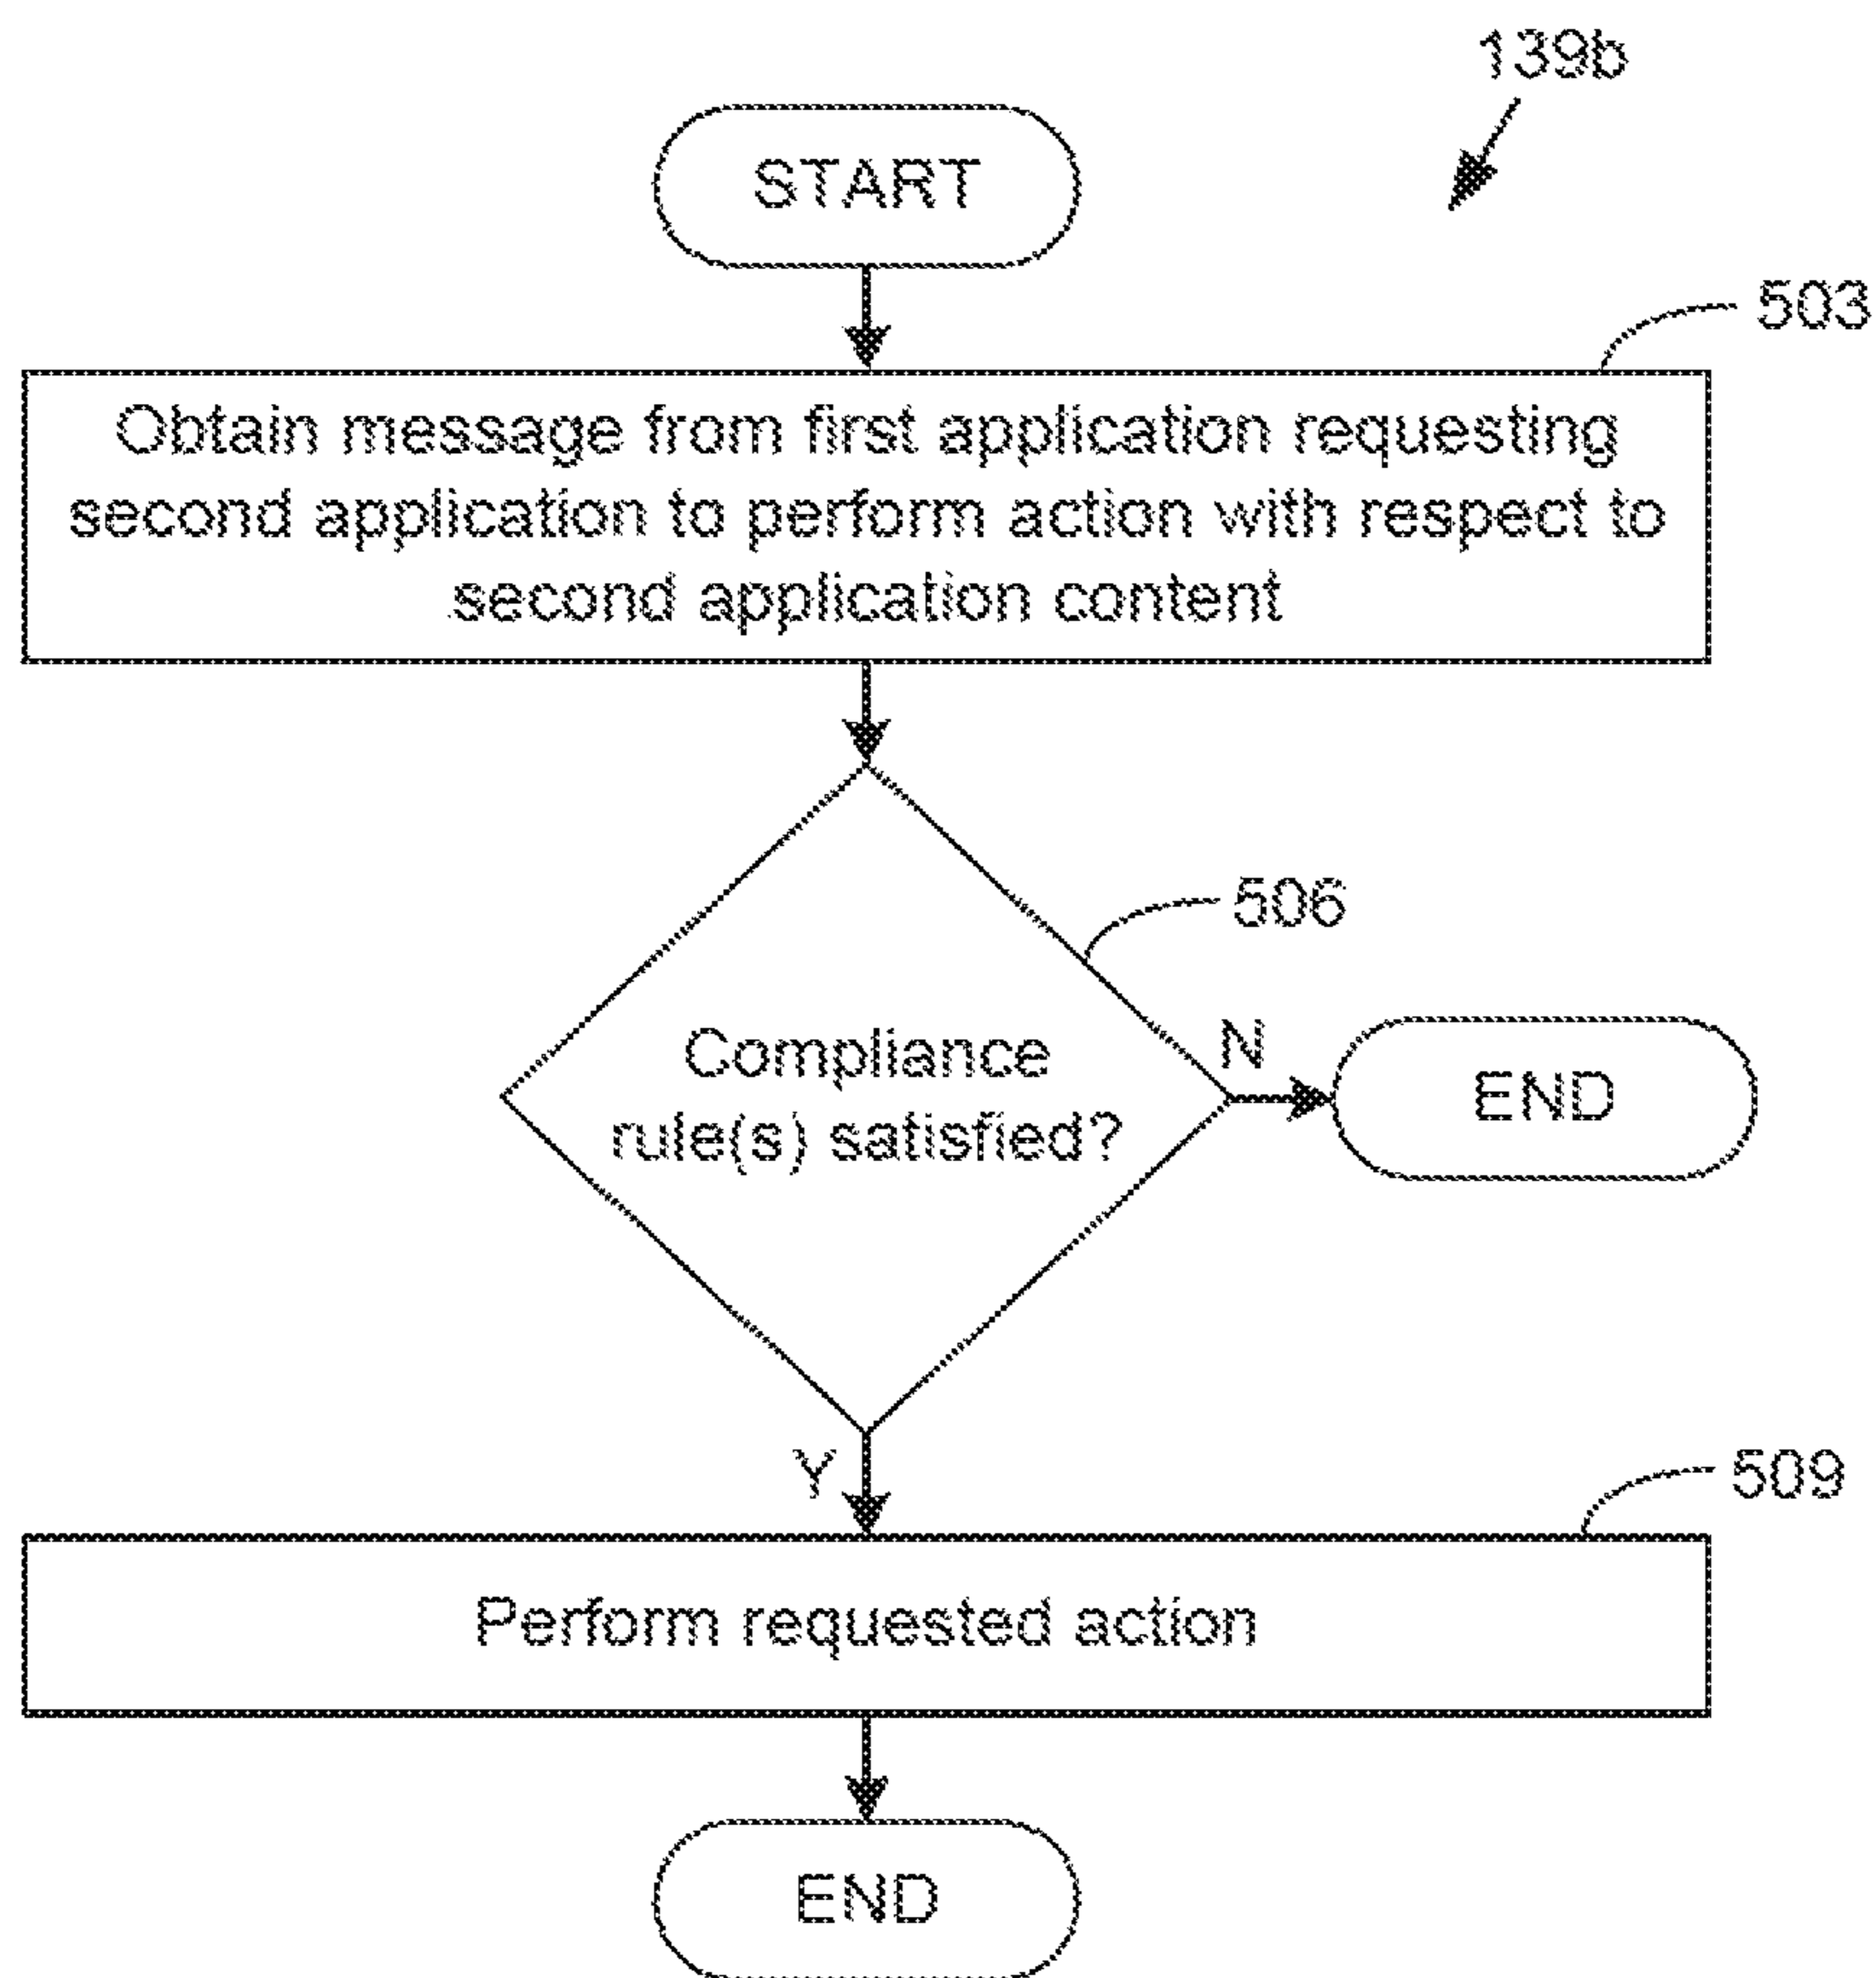 139b
START
503
Obtain message from first application requesting
second application to perform action with respect to
second application content
506
Compliance
rule(s) satisfied?
N
END
Y
509
Perform requested action
END